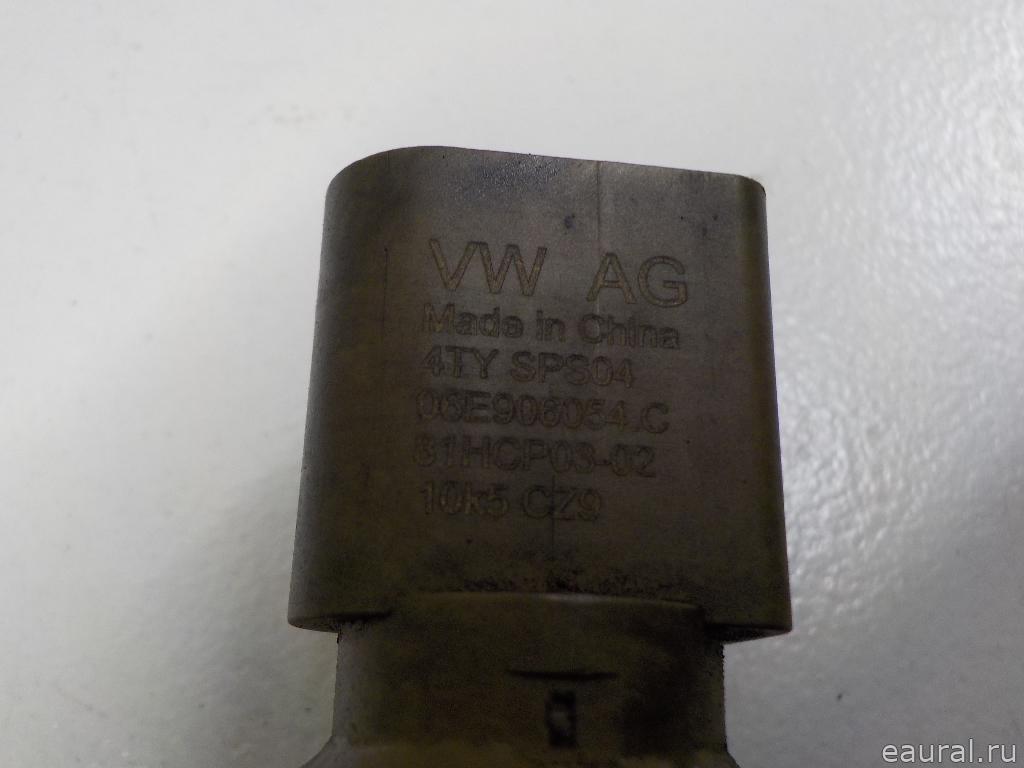 VW AG
Made in China
4TY SPS04
06E906054 C
81HCP03-02
10k5 CZ9
eaural.ru